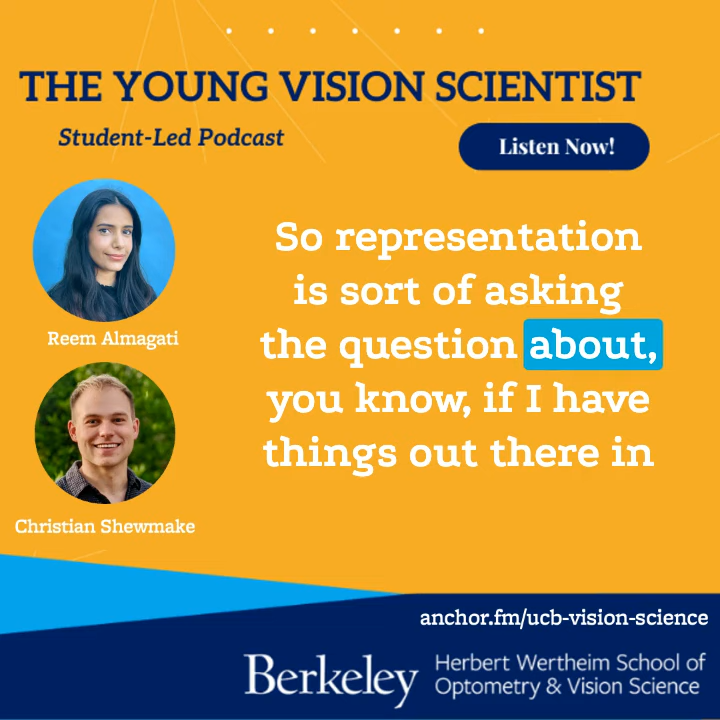 THE YOUNG VISION SCIENTIST
Student-Led Podcast
Listen Now!
Reem Almagati
Christian Shewmake
So representation
is sort of asking
the question about,
you know, if I have
things out there in
anchor.fm/ucb-vision-science
Berkeley
Herbert Wertheim School of
Optometry & Vision Science